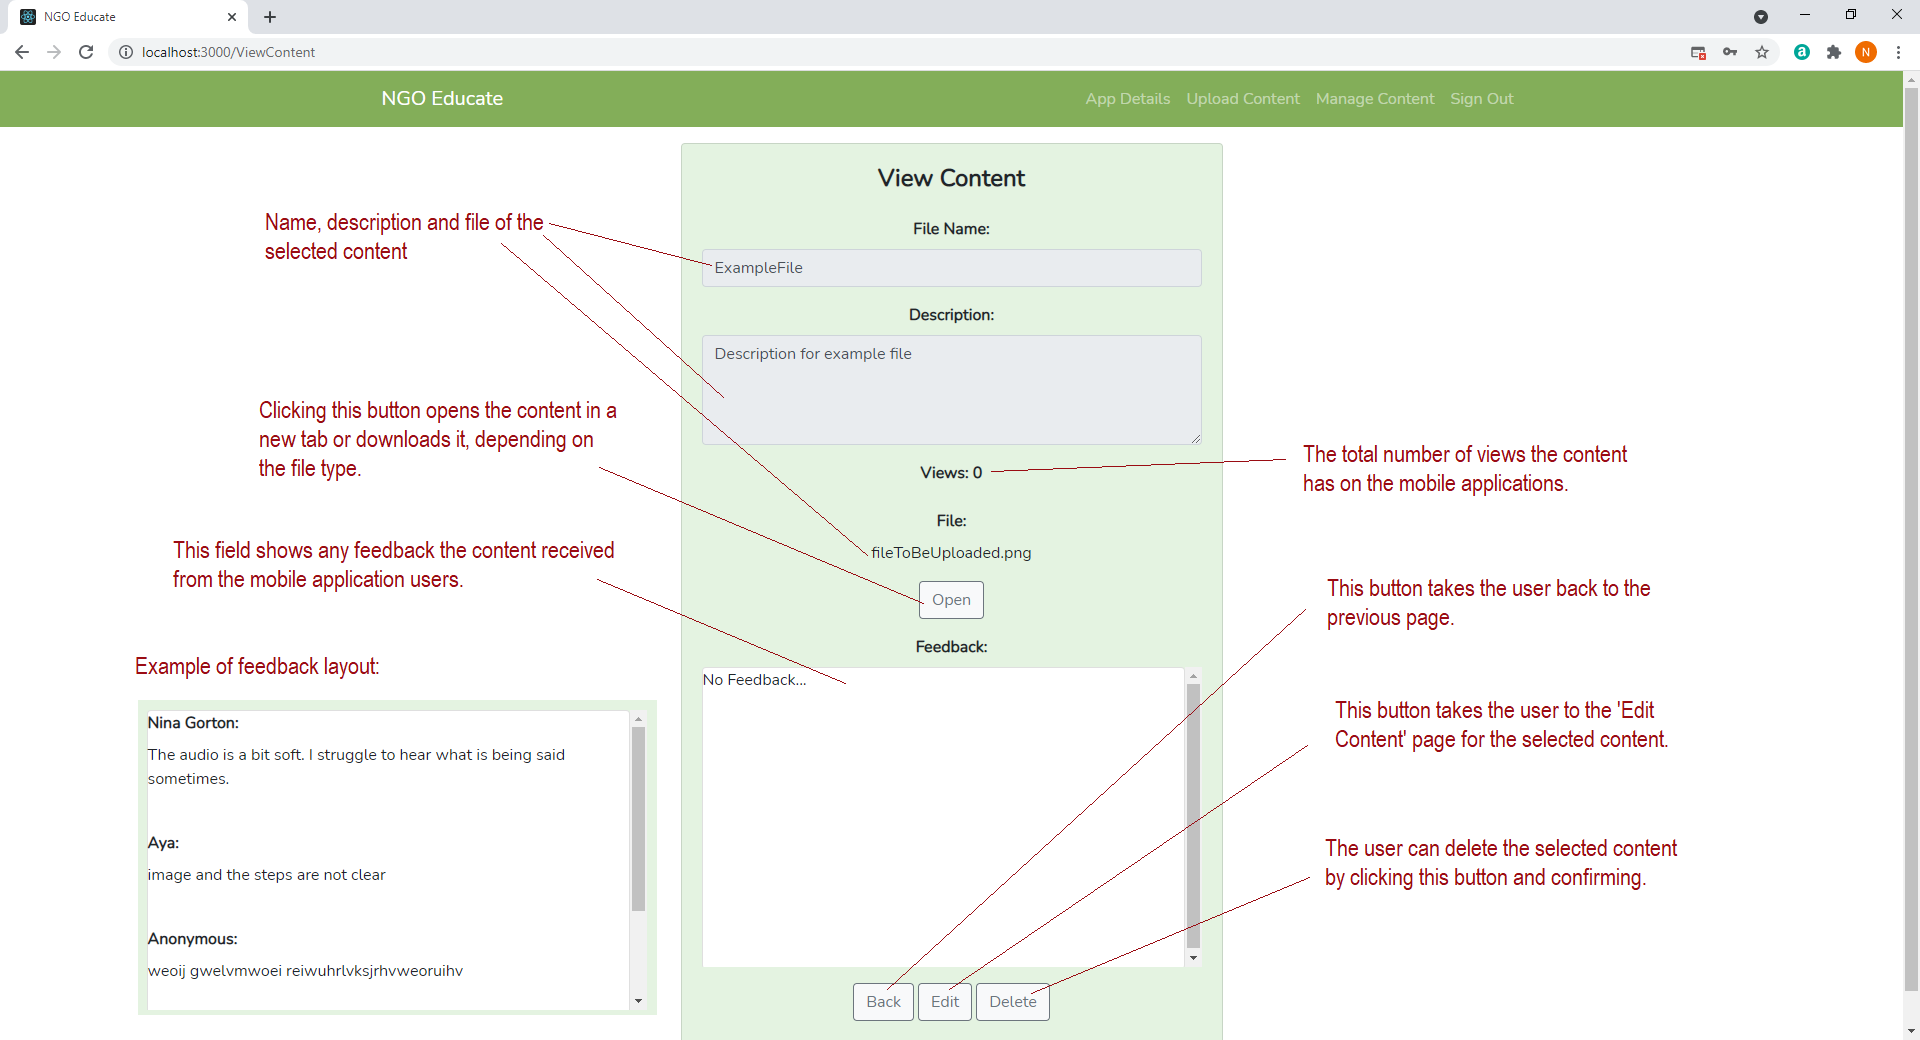 NGO Educate
localhost:3000/ViewContent
N
NGO Educate
App Details Upload Content Manage Content Sign Out
View Content
File Name:
ExampleFile
Description:
Description for example file
Views: 0
File:
fileToBeUploaded.png
Open
Feedback:
No Feedback...
Back Edit Delete
Name, description and file of the
selected content
Clicking this button opens the content in a
new tab or downloads it, depending on
the file type.
This field shows any feedback the content received
from the mobile application users.
Example of feedback layout:
Nina Gorton:
The audio is a bit soft. I struggle to hear what is being said
sometimes.
Aya:
image and the steps are not clear
Anonymous:
weoij gwelvmwoei reiwuhrlvksjrhvweoruihv
The total number of views the content
has on the mobile applications.
This button takes the user back to the
previous page.
This button takes the user to the 'Edit
Content' page for the selected content.
The user can delete the selected content
by clicking this button and confirming.